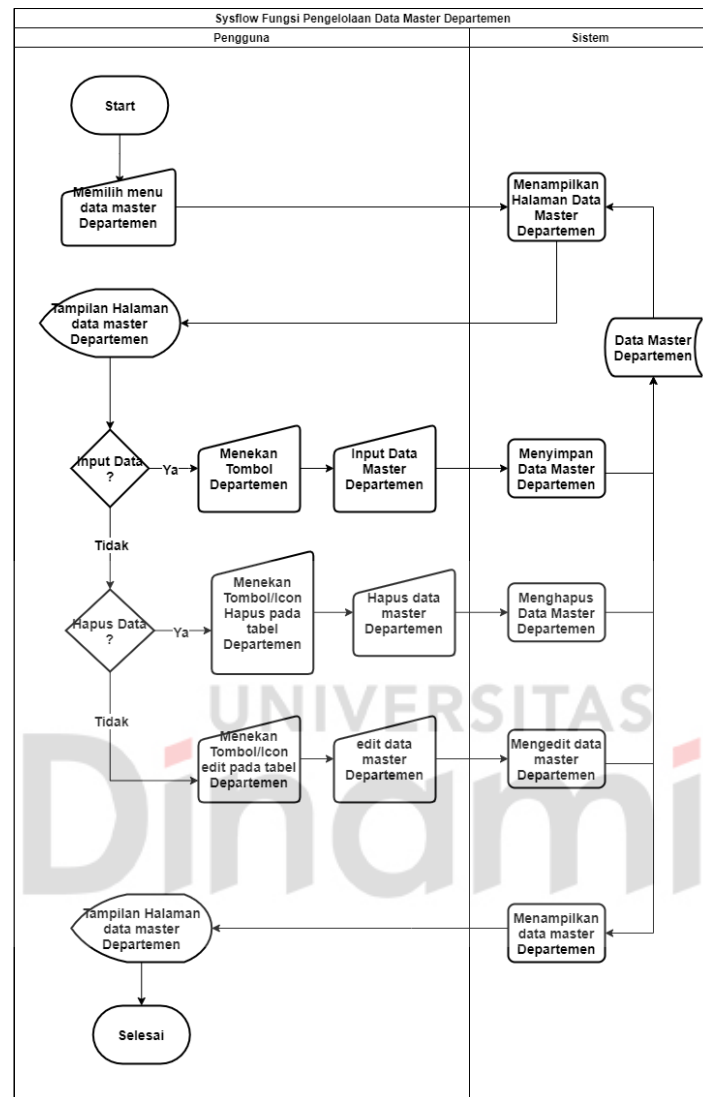 Sysflow Fungsi Pengelolaan Data Master Departemen
Pengguna
Sistem
Start
Memilih menu
data master
Departemen
Menampilkan
Halaman Data
Master
Departemen
Tampilan Halaman
data master
Departemen
Data Master
Departemen
Input Data
?
Ya
Menekan
Tombol
Departemen
Input Data
Master
Departemen
Menyimpan
Data Master
Departemen
Tidak
Hapus Data
?
Ya
Menekan
Tombol/Icon
Hapus pada
tabel
Departemen
Hapus data
master
Departemen
Menghapus
Data Master
Departemen
Tidak
Menekan
Tombol/Icon
edit pada tabel
Departemen
edit data
master
Departemen
Mengedit data
master
Departemen
UNIVERSITAS
Dinami
Tampilan Halaman
data master
Departemen
Menampilkan
data master
Departemen
Selesai